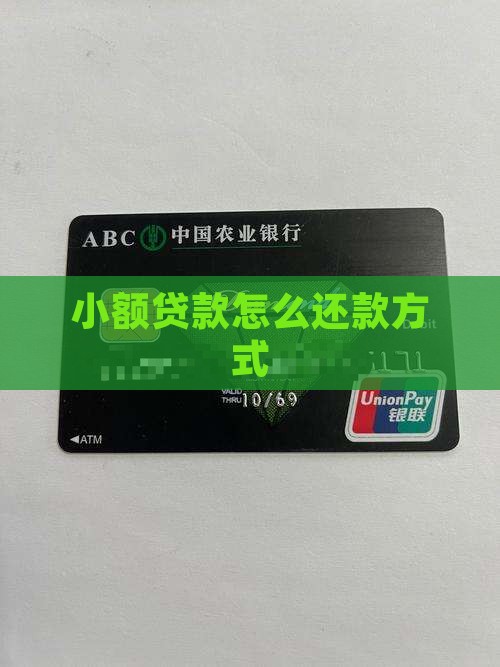 ABC 中国农业银行
小额贷款怎么还款方
式
VALID
THRU 10/69
UnionPay
银联
◀ATM